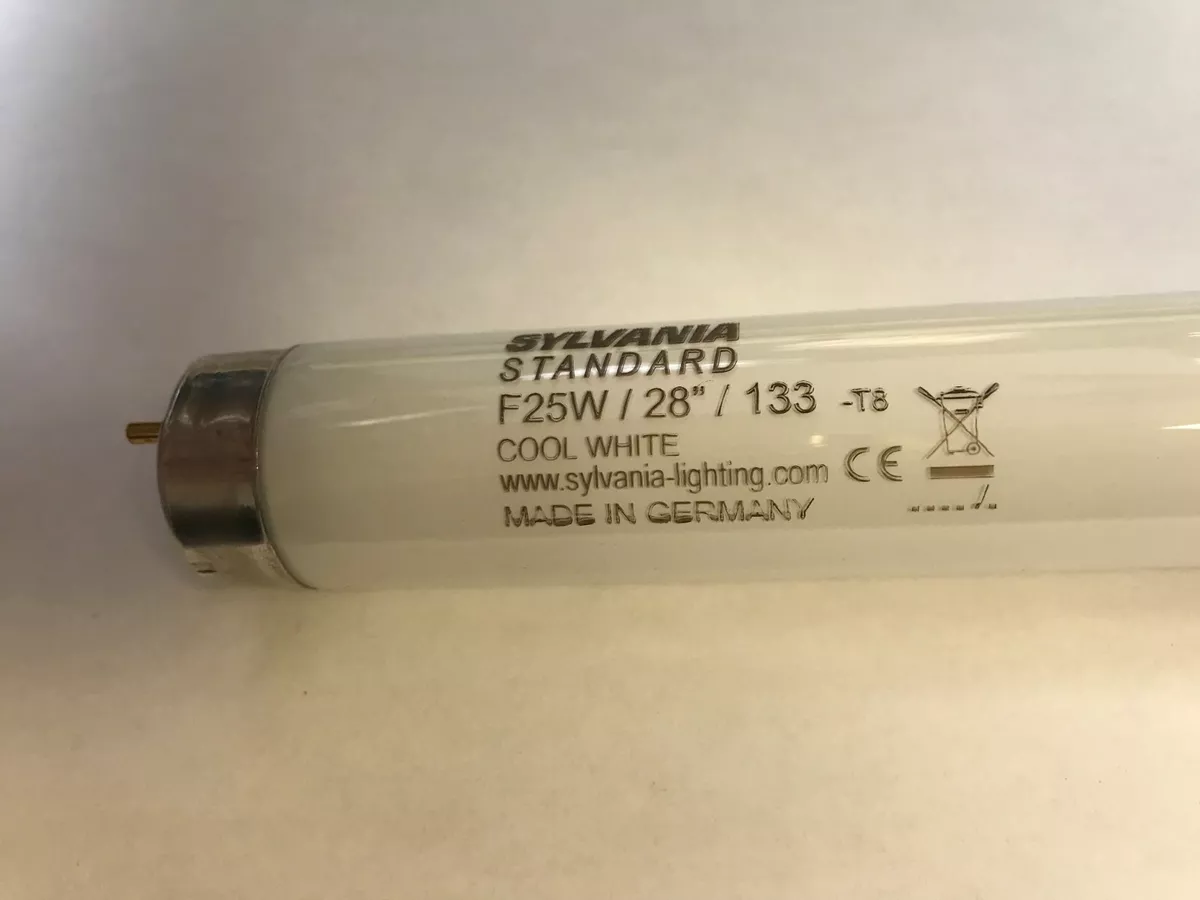 SYLVANIA
STANDARD
F25W / 28” / 133 -T8
COOL WHITE
www.sylvania-lighting.com CE
MADE IN GERMANY